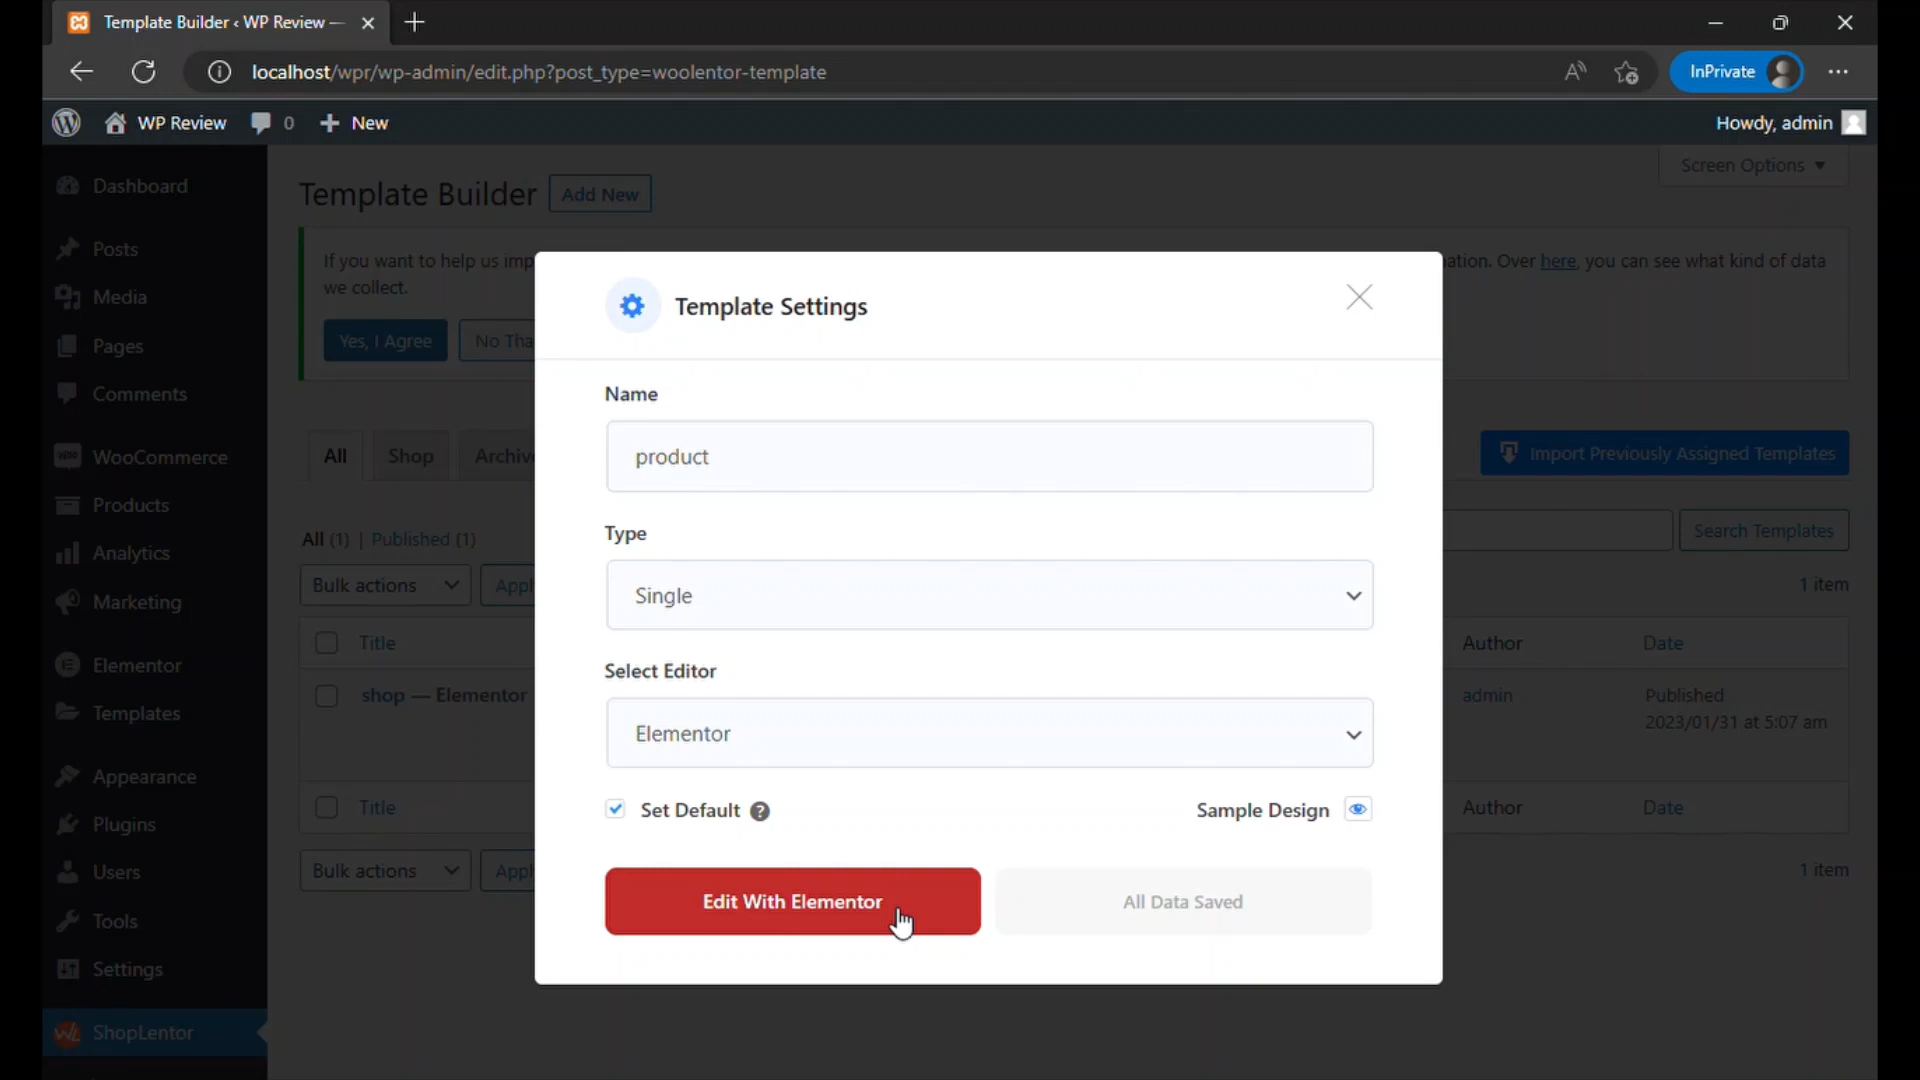 Template Builder ‹ WP Review —
localhost/wpr/wp-admin/edit.php?post_type=woolentor-template
InPrivate
WP Review
0
New
Howdy, admin
Screen Options
Dashboard
Posts
Media
Pages
Comments
WooCommerce
Products
Analytics
Marketing
Elementor
Templates
Appearance
Plugins
Users
Tools
Settings
ShopLentor
Template Builder
Add New
If you want to help us imp
ation. Over here, you can see what kind of data
we collect.
Yes, I Agree
No Tha
All
Shop
Archiv
Import Previously Assigned Templates
All (1) | Published (1)
Search Templates
Bulk actions
Appl
1 item
Title
Author
Date
shop — Elementor
admin
Published
2023/01/31 at 5:07 am
Title
Author
Date
Bulk actions
Appl
1 item
Template Settings
Name
product
Type
Single
Select Editor
Elementor
Set Default
Sample Design
Edit With Elementor
All Data Saved